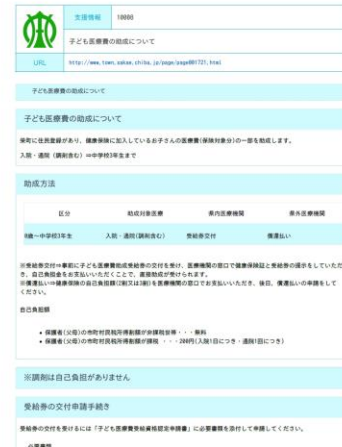 支援情報 10000
子ども医療費の助成について
URL http://www.town.sakae.chiba.jp/page/page001721.html
子ども医療費の助成について
子ども医療費の助成について
栄町に住民登録があり、健康保険に加入しているお子さんの医療費(保険対象分)の一部を助成します。
入院・通院(調剤含む) ⇒中学校3年生まで
助成方法
区分 助成対象医療 県内医療機関 県外医療機関
0歳～中学校3年生 入院・通院(調剤含む) 受給券交付 償還払い
※受給券交付⇒事前に子ども医療費助成受給券の交付を受け、医療機関の窓口で健康保険証と受給券の提示をしていただ
き、自己負担金をお支払いいただくことで、直接助成が受けられます。
※償還払い⇒健康保険の自己負担額(2割又は3割)を医療機関の窓口でお支払いいただき、後日、償還払いの申請をして
ください。
自己負担額
• 保護者(父母)の市町村民税所得割額が非課税世帯・・無料
• 保護者(父母)の市町村民税所得割額が課税 ・・・200円(入院1日につき・通院1回につき)
※調剤は自己負担がありません
受給券の交付申請手続き
受給券の交付を受けるには「子ども医療費受給資格認定申請書」に必要書類を添付して申請してください。
必要書類